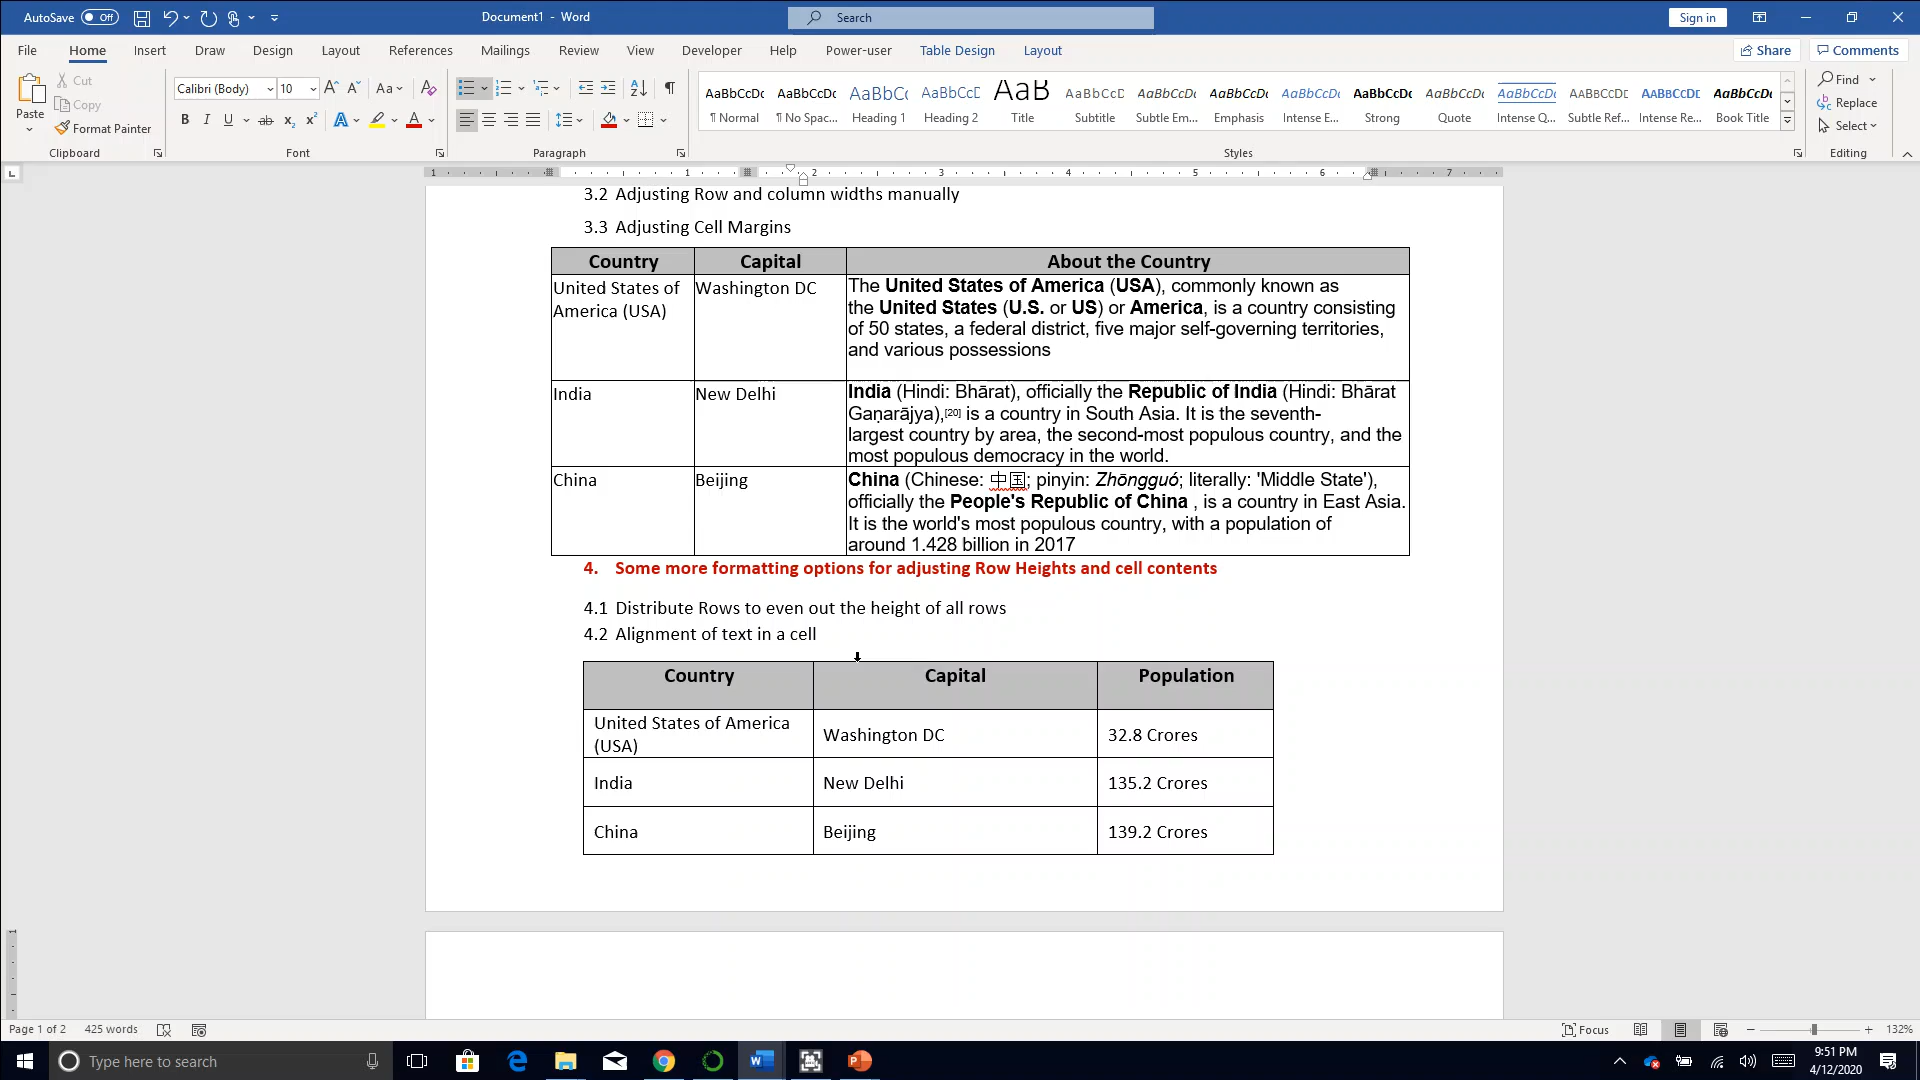 AutoSave Off
Document1 - Word
Search
Sign in
File Home Insert Draw Design Layout References Mailings Review View Developer Help Power-user Table Design Layout
Share Comments
Paste
Cut
Copy
Format Painter
Clipboard
Calibri (Body) 10
Font
Paragraph
AaBbCcDc AaBbCcDc AaBbCc AaBbCcD AaB AaBbCcD AaBbCcDc AaBbCcDc AaBbCcDc AaBbCcDc AaBbCcDc AaBbCcDc AABBCCDD AABBCCDD AaBbCcDc
¶ Normal ¶ No Spac... Heading 1 Heading 2 Title Subtitle Subtle Em... Emphasis Intense E... Strong Quote Intense Q... Subtle Ref... Intense Re... Book Title
Styles
Find
Replace
Select
Editing
1 1 2 3 4 5 6 7
3.2 Adjusting Row and column widths manually
3.3 Adjusting Cell Margins
Country Capital About the Country
United States of America (USA)
Washington DC
The United States of America (USA), commonly known as
the United States (U.S. or US) or America, is a country consisting
of 50 states, a federal district, five major self-governing territories,
and various possessions
India
New Delhi
India (Hindi: Bhārat), officially the Republic of India (Hindi: Bhārat
Gaṇarājya),[20] is a country in South Asia. It is the seventh-
largest country by area, the second-most populous country, and the
most populous democracy in the world.
China
Beijing
China (Chinese: 中国; pinyin: Zhōngguó; literally: 'Middle State'),
officially the People's Republic of China , is a country in East Asia.
It is the world's most populous country, with a population of
around 1.428 billion in 2017
4. Some more formatting options for adjusting Row Heights and cell contents
4.1 Distribute Rows to even out the height of all rows
4.2 Alignment of text in a cell
Country Capital Population
United States of America
(USA)
Washington DC
32.8 Crores
India New Delhi 135.2 Crores
China Beijing 139.2 Crores
Page 1 of 2 425 words
Focus
132%
Type here to search
9:51 PM
4/12/2020